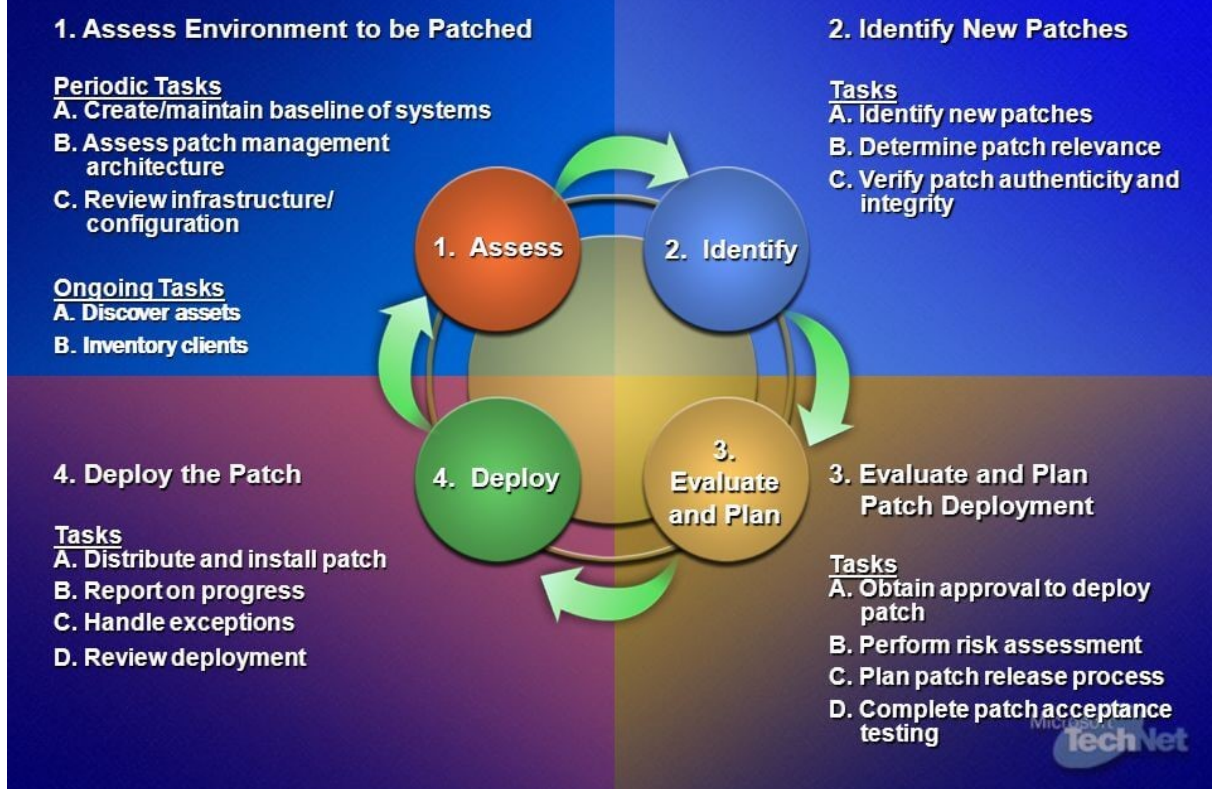 1. Assess Environment to be Patched
Periodic Tasks
A. Create/maintain baseline of systems
B. Assess patch management
architecture
C. Review infrastructure/
configuration
Ongoing Tasks
A. Discover assets
B. Inventory clients
2. Identify New Patches
Tasks
A. Identify new patches
B. Determine patch relevance
C. Verify patch authenticity and
integrity
1. Assess
2. Identify
3.
Evaluate
and Plan
4. Deploy
3. Evaluate and Plan
Patch Deployment
Tasks
A. Obtain approval to deploy
patch
B. Perform risk assessment
C. Plan patch release process
D. Complete patch acceptance
testing
4. Deploy the Patch
Tasks
A. Distribute and install patch
B. Report on progress
C. Handle exceptions
D. Review deployment
Microsoft
TechNet